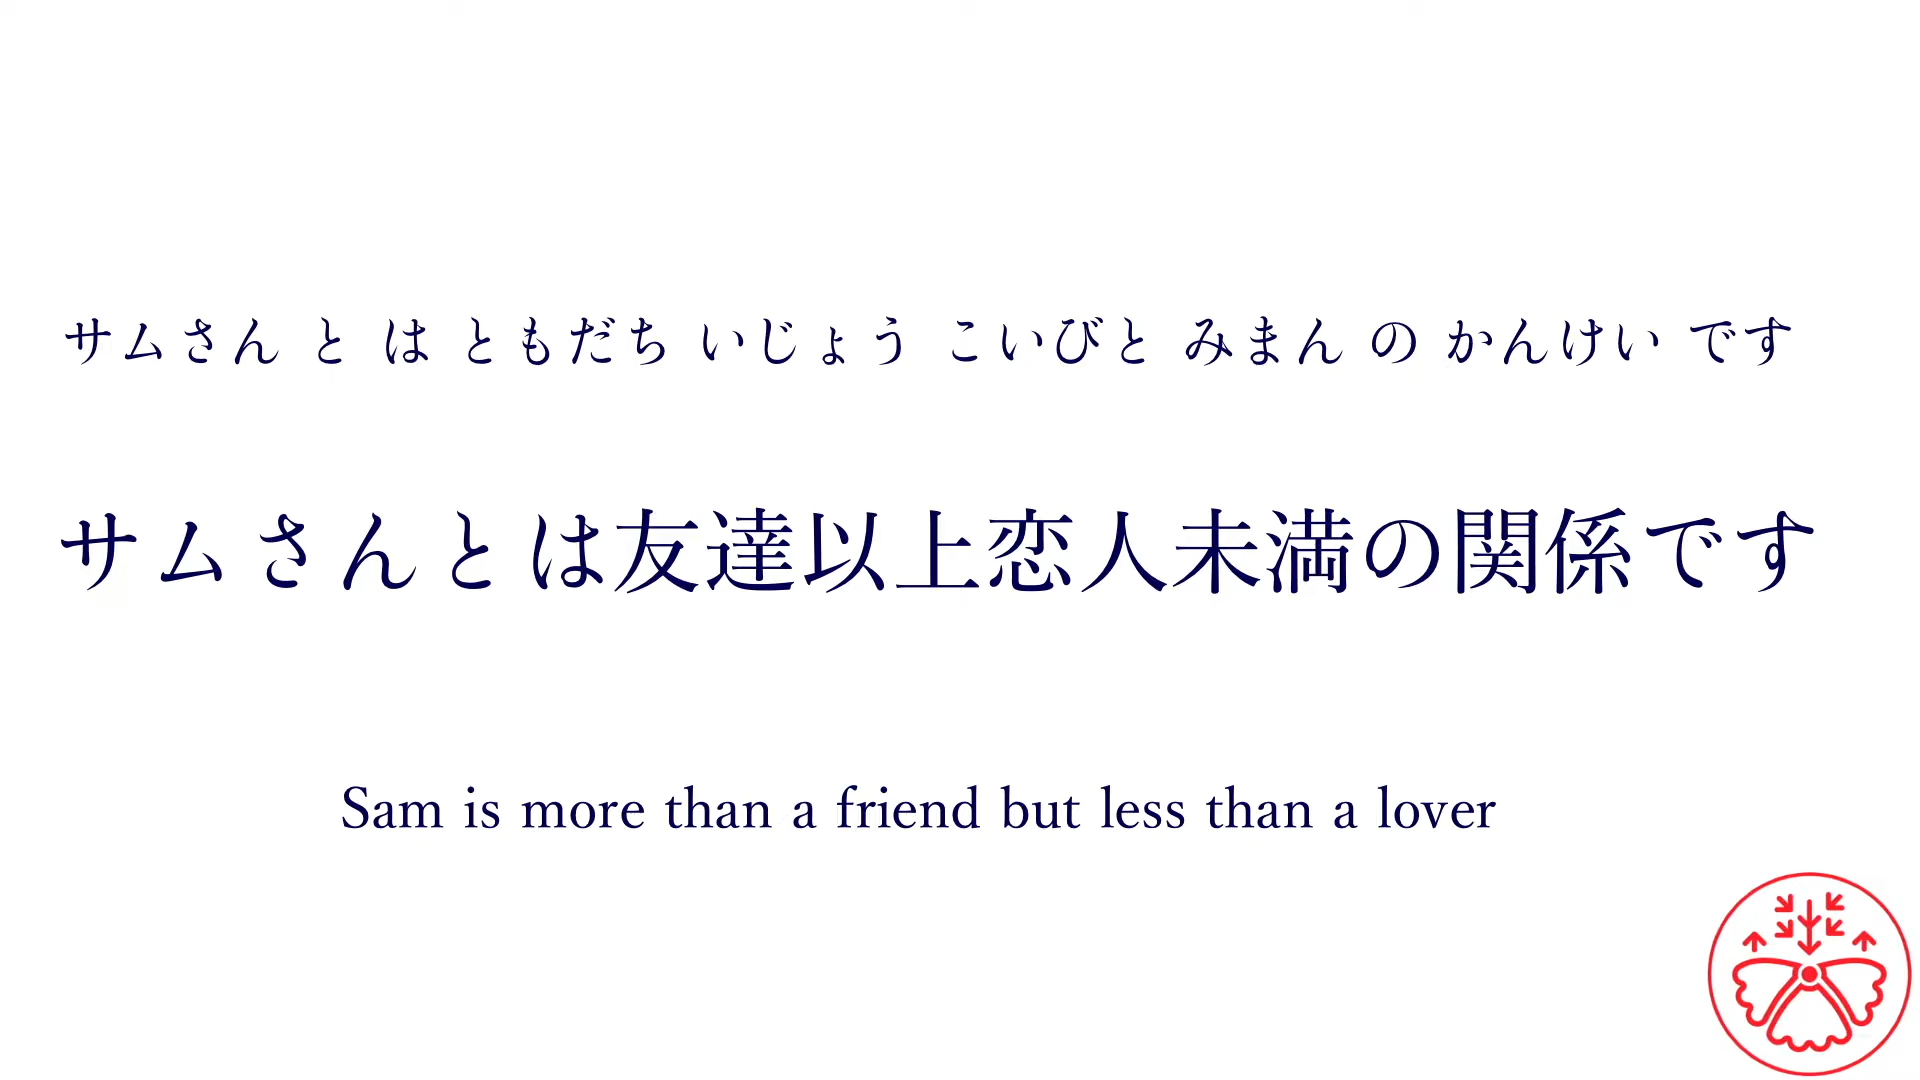 サムさん と は ともだち いじょう こいびと みまん の かんけい です
サムさんとは友達以上恋人未満の関係です
Sam is more than a friend but less than a lover